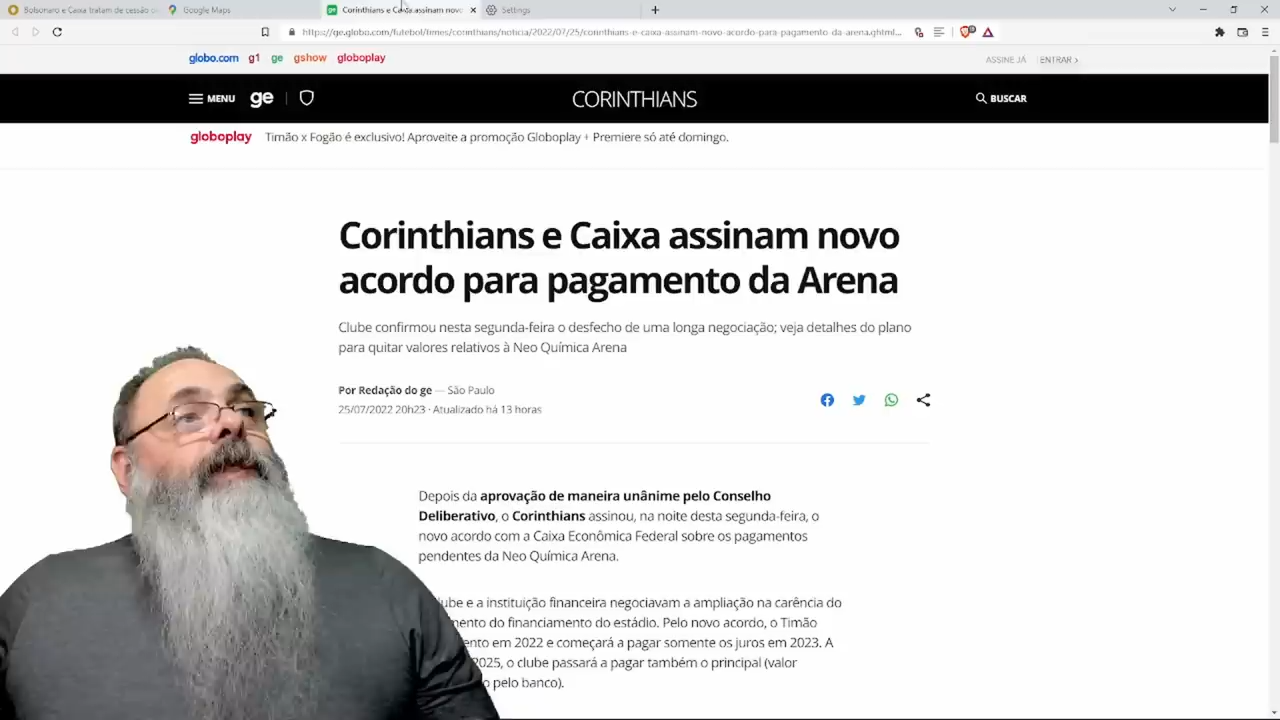 Bolsonaro e Caixa tratam de cessão
Google Maps
Corinthians e Caixa assinam novo
Settings
http://ge.globo.com/futebol/times/corinthians/noticia/2022/07/25/corinthians-e-caixa-assinam-novo-acordo-para-pagamento-da-arena.ghtml...
globo.com g1 ge gshow globoplay
ASSINE JÁ ENTRAR >
MENU ge CORINTHIANS BUSCAR
globoplay Timão x Fogão é exclusivo! Aproveite a promoção Globoplay + Premiere só até domingo.
Corinthians e Caixa assinam novo
acordo para pagamento da Arena
Clube confirmou nesta segunda-feira o desfecho de uma longa negociação; veja detalhes do plano
para quitar valores relativos à Neo Química Arena
Por Redação do ge — São Paulo
25/07/2022 20h23 · Atualizado há 13 horas
Depois da aprovação de maneira unânime pelo Conselho
Deliberativo, o Corinthians assinou, na noite desta segunda-feira, o
novo acordo com a Caixa Econômica Federal sobre os pagamentos
pendentes da Neo Química Arena.
e a instituição financeira negociavam a ampliação na carência do
do financiamento do estádio. Pelo novo acordo, o Timão
em 2022 e começará a pagar somente os juros em 2023. A
2025, o clube passará a pagar também o principal (valor
pelo banco).